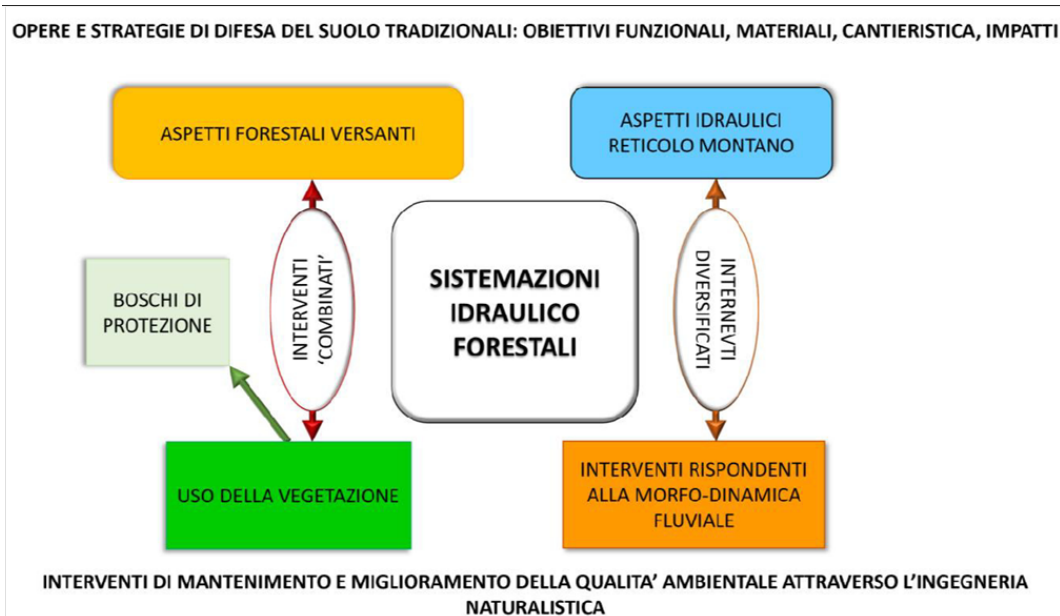 OPERE E STRATEGIE DI DIFESA DEL SUOLO TRADIZIONALI: OBIETTIVI FUNZIONALI, MATERIALI, CANTIERISTICA, IMPATTI
ASPETTI FORESTALI VERSANTI
ASPETTI IDRAULICI
RETICOLO MONTANO
BOSCHI DI
PROTEZIONE
INTERVENTI
‘COMBINATI’
SISTEMAZIONI
IDRAULICO
FORESTALI
INTERNEVTI
DIVERSIFICATI
USO DELLA VEGETAZIONE
INTERVENTI RISPONDENTI
ALLA MORFO-DINAMICA
FLUVIALE
INTERVENTI DI MANTENIMENTO E MIGLIORAMENTO DELLA QUALITA’ AMBIENTALE ATTRAVERSO L’INGEGNERIA
NATURALISTICA